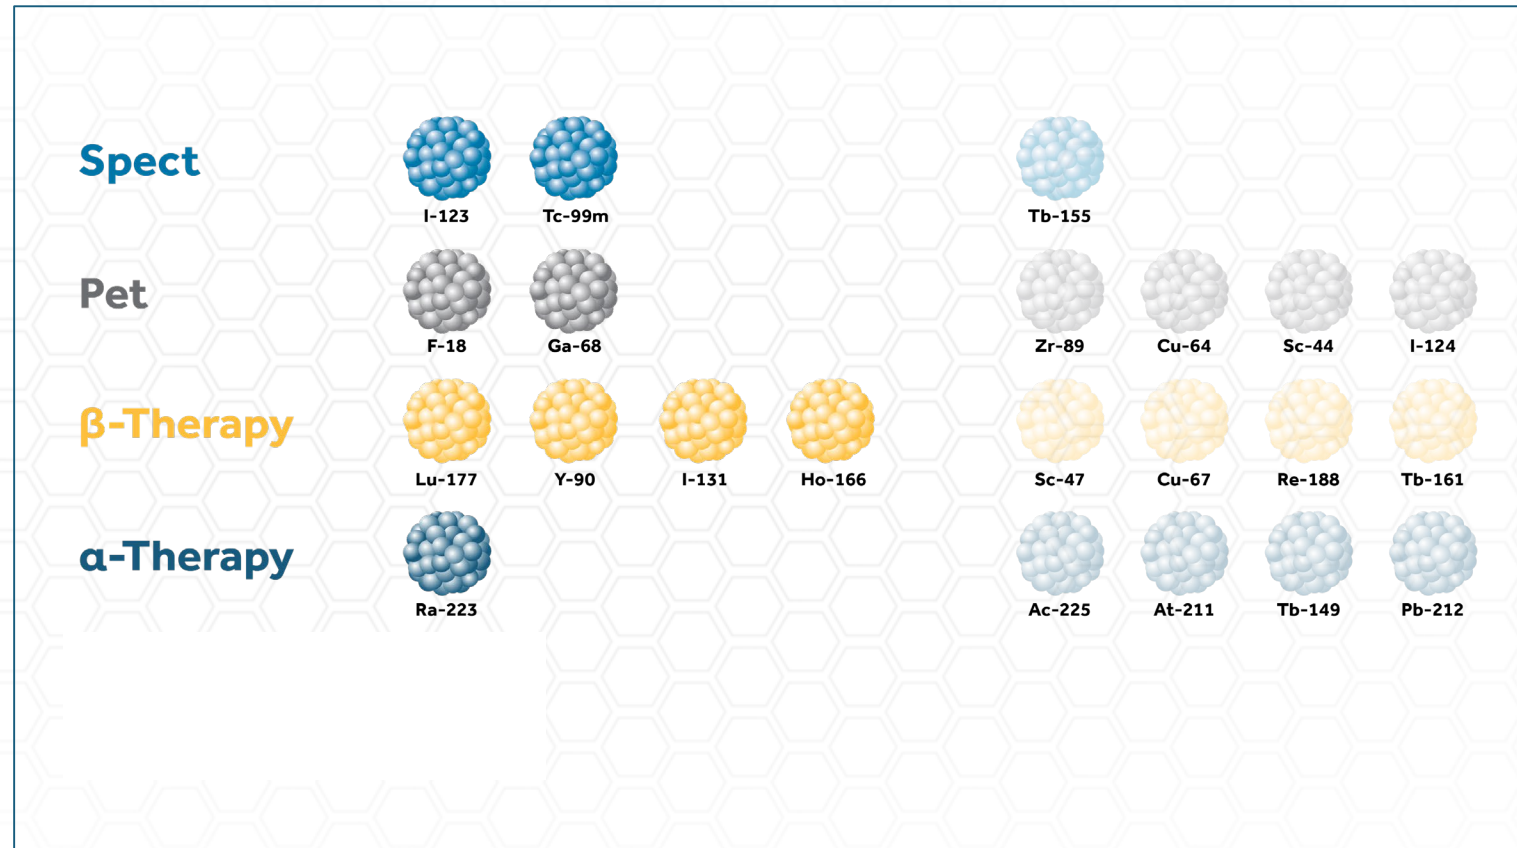 Spect
I-123 Tc-99m Tb-155
Pet
F-18 Ga-68 Zr-89 Cu-64 Sc-44 I-124
β-Therapy
Lu-177 Y-90 I-131 Ho-166 Sc-47 Cu-67 Re-188 Tb-161
α-Therapy
Ra-223 Ac-225 At-211 Tb-149 Pb-212